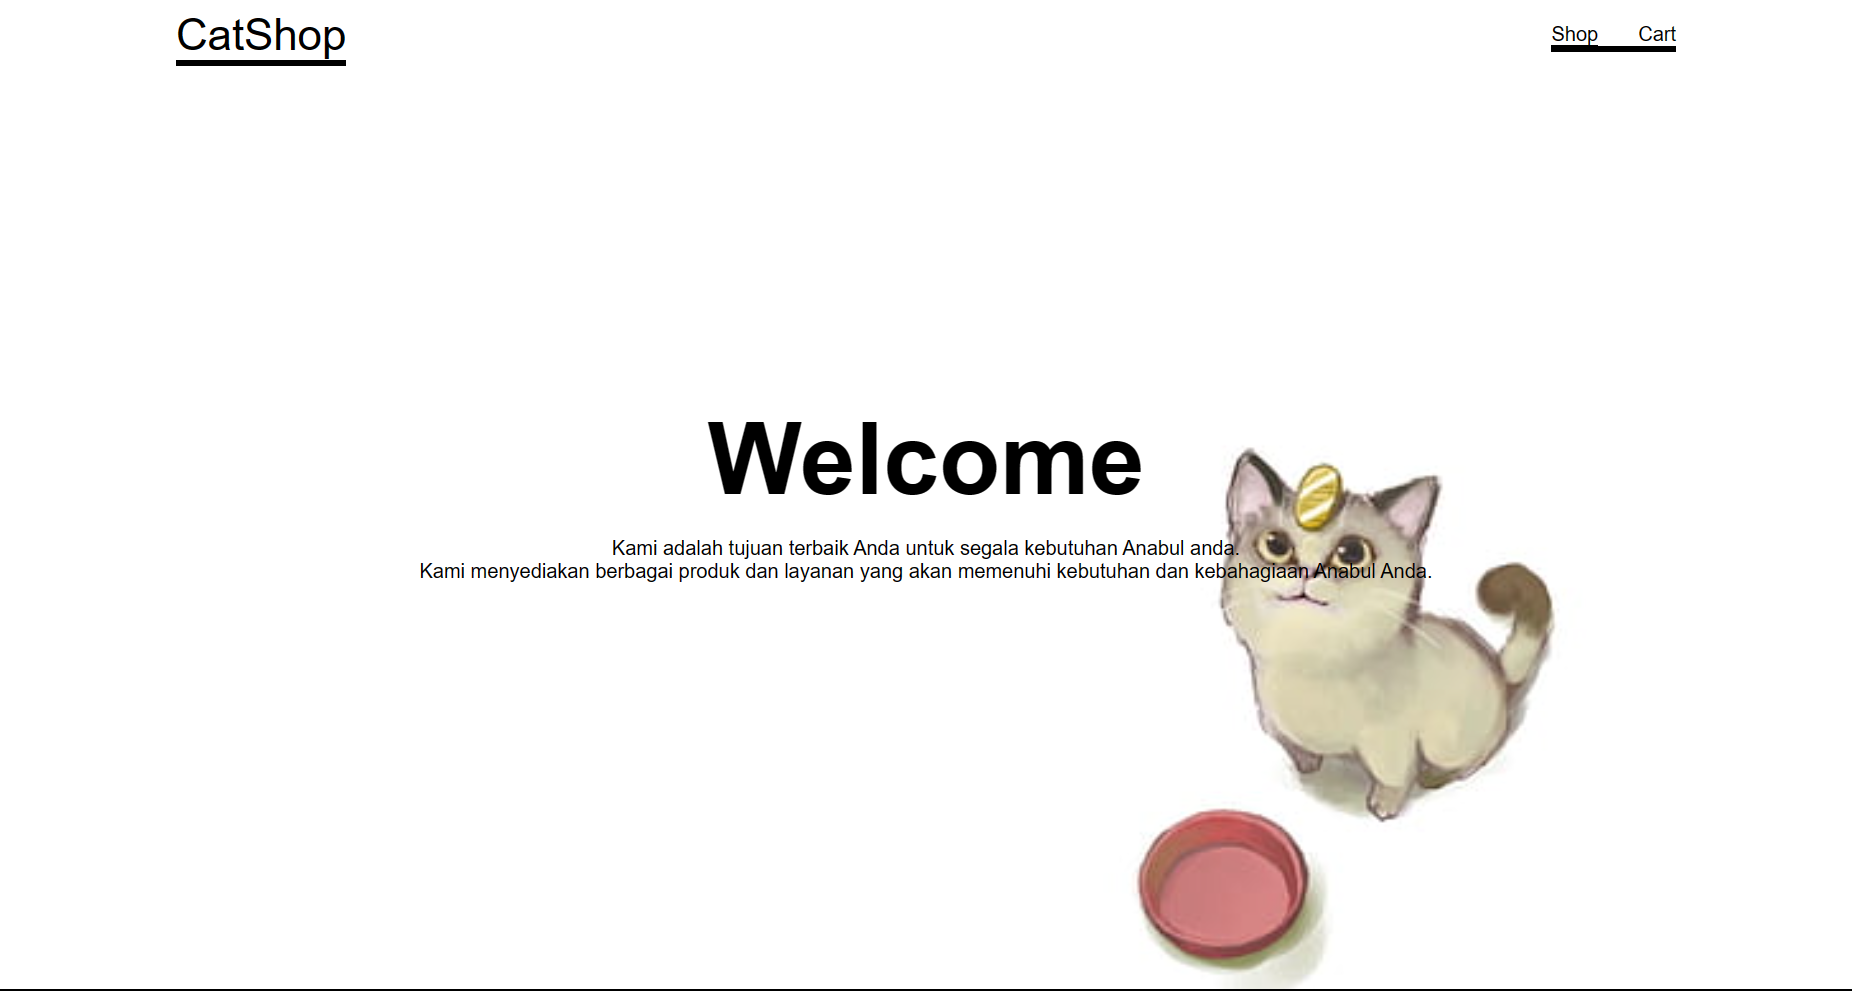 CatShop
Shop Cart
Welcome
Kami adalah tujuan terbaik Anda untuk segala kebutuhan Anabul anda.
Kami menyediakan berbagai produk dan layanan yang akan memenuhi kebutuhan dan kebahagiaan Anabul Anda.